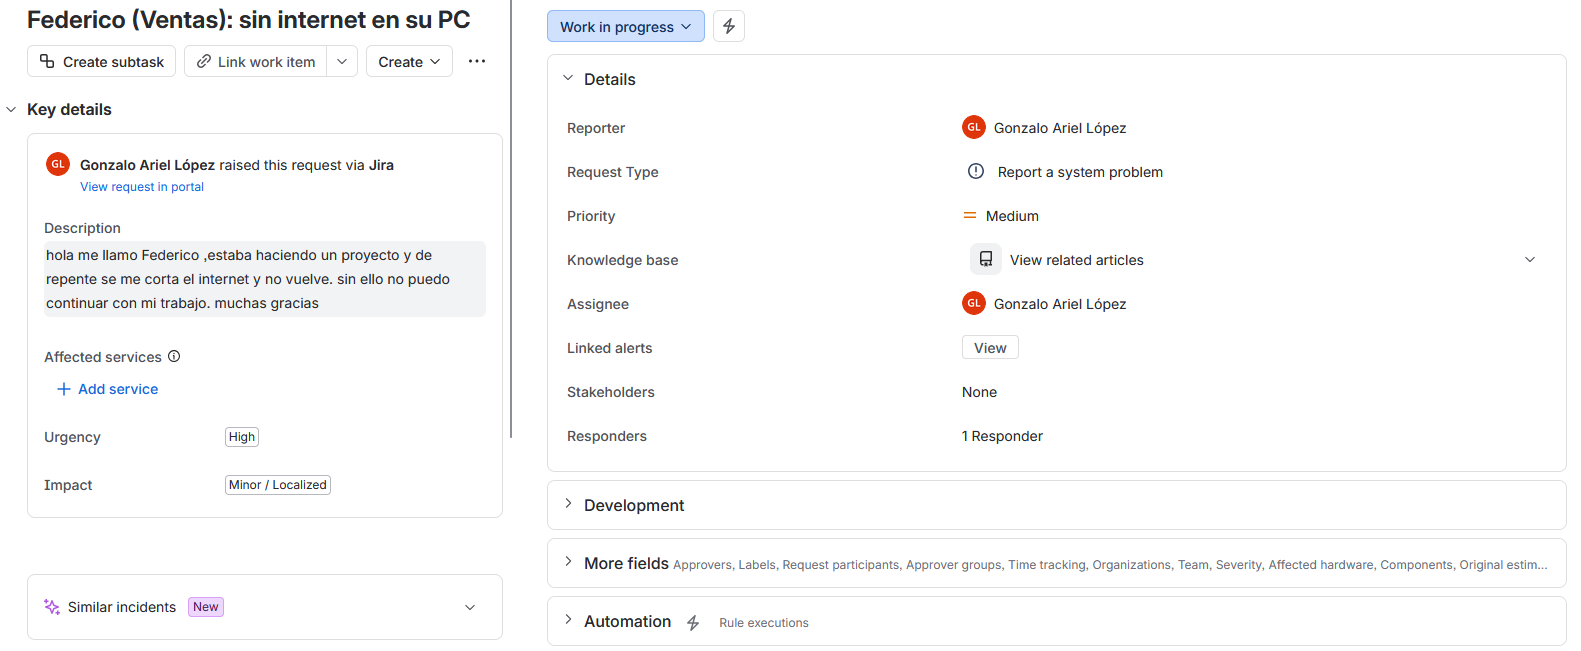 Federico (Ventas): sin internet en su PC
Create subtask
Link work item
Create
Key details
GL
Gonzalo Ariel López raised this request via Jira
View request in portal
Description
hola me llamo Federico ,estaba haciendo un proyecto y de
repente se me corta el internet y no vuelve. sin ello no puedo
continuar con mi trabajo. muchas gracias
Affected services
Add service
Urgency
High
Impact
Minor / Localized
Similar incidents
New
Work in progress
Details
Reporter
GL
Gonzalo Ariel López
Request Type
Report a system problem
Priority
Medium
Knowledge base
View related articles
Assignee
GL
Gonzalo Ariel López
Linked alerts
View
Stakeholders
None
Responders
1 Responder
Development
More fields Approvers, Labels, Request participants, Approver groups, Time tracking, Organizations, Team, Severity, Affected hardware, Components, Original estim...
Automation
Rule executions